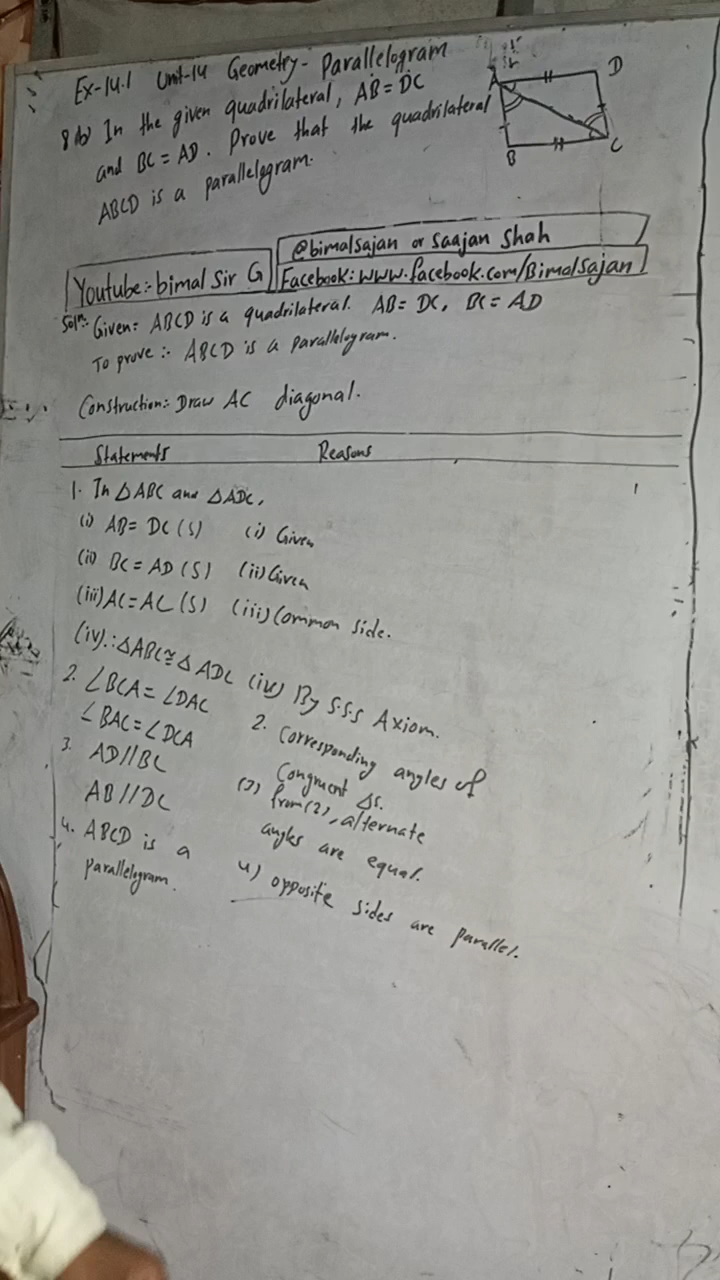 Ex-14.1 Unit-14 Geometry- Parallelogram
8(b) In the given quadrilateral, AB = DC
and BC = AD. Prove that the quadrilateral
ABCD is a parallelogram.
A
D
B
C
Youtube:- bimal Sir G
@bimalsajan or Saajan Shah
Facebook: www.facebook.com/Bimalsajan
Soln:- Given:- ABCD is a quadrilateral. AB = DC, BC = AD
To prove :- ABCD is a parallelogram.
Construction:- Draw AC diagonal.
Statements Reasons
1. In △ABC and △ADC,
(i) AB = DC (S) (i) Given
(ii) BC = AD (S) (ii) Given
(iii) AC = AC (S) (iii) Common side.
(iv) ∴ △ABC ≅ △ADC (iv) By S.S.S Axiom.
2. ∠BCA = ∠DAC
∠BAC = ∠DCA
2. Corresponding angles of
Congruent △s.
3. AD//BC
AB//DC
(3) from (2), alternate
angles are equal.
4. ABCD is a
parallelogram.
4) opposite sides are parallel.